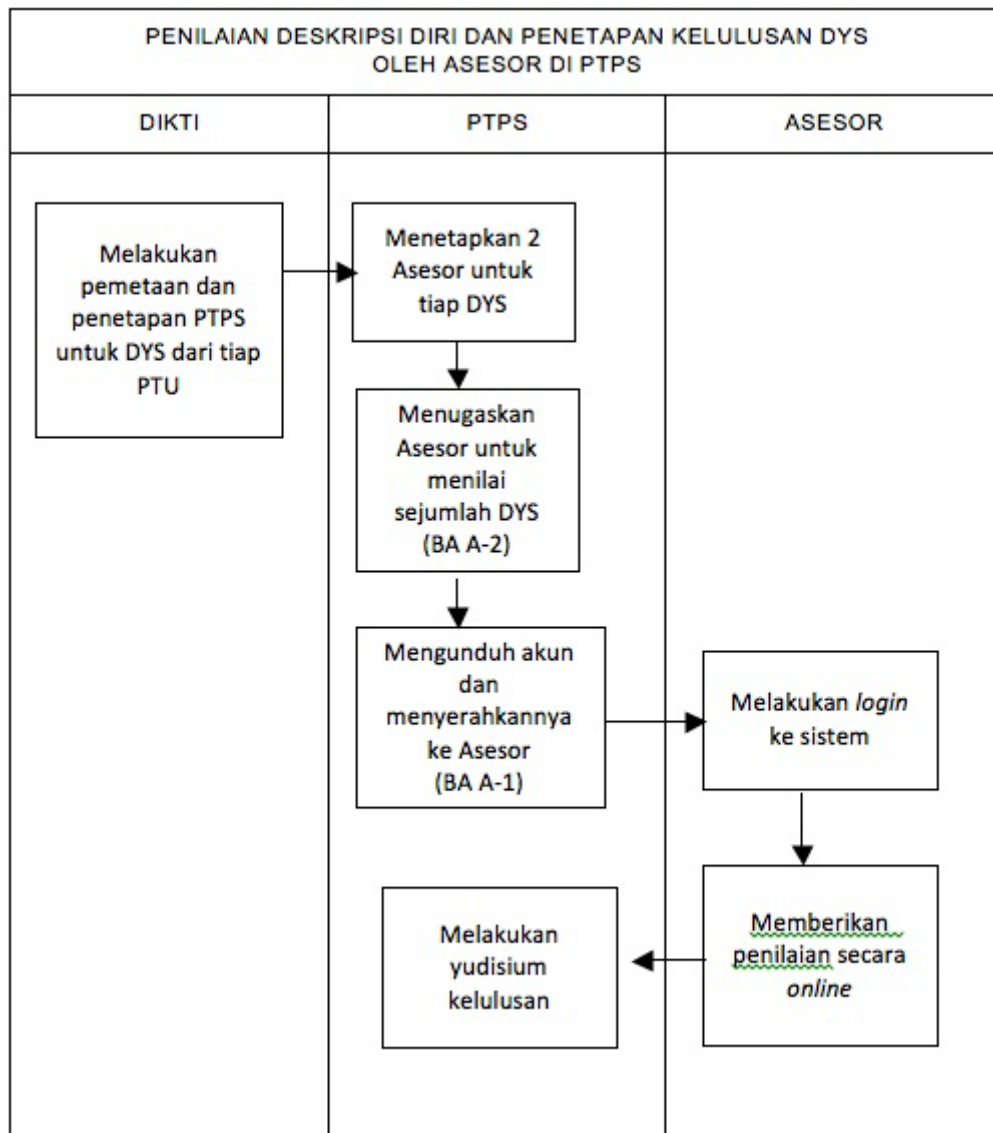 PENILAIAN DESKRIPSI DIRI DAN PENETAPAN KELULUSAN DYS
OLEH ASESOR DI PTPS
DIKTI
PTPS
ASESOR
Melakukan
pemetaan dan
penetapan PTPS
untuk DYS dari tiap
PTU
Menetapkan 2
Asesor untuk
tiap DYS
Menugaskan
Asesor untuk
menilai
sejumlah DYS
(BA A-2)
Mengunduh akun
dan
menyerahkannya
ke Asesor
(BA A-1)
Melakukan login
ke sistem
Memberikan
penilaian secara
online
Melakukan
yudisium
kelulusan